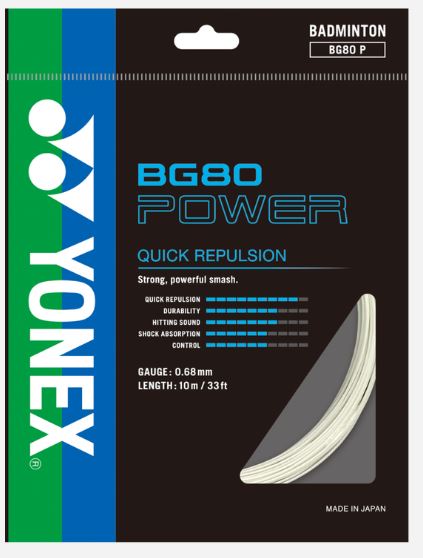 BADMINTON
BG80 P
YONEX®
BG80
POWER
QUICK REPULSION
Strong, powerful smash.
QUICK REPULSION
DURABILITY
HITTING SOUND
SHOCK ABSORPTION
CONTROL
GAUGE : 0.68mm
LENGTH : 10m / 33ft
MADE IN JAPAN